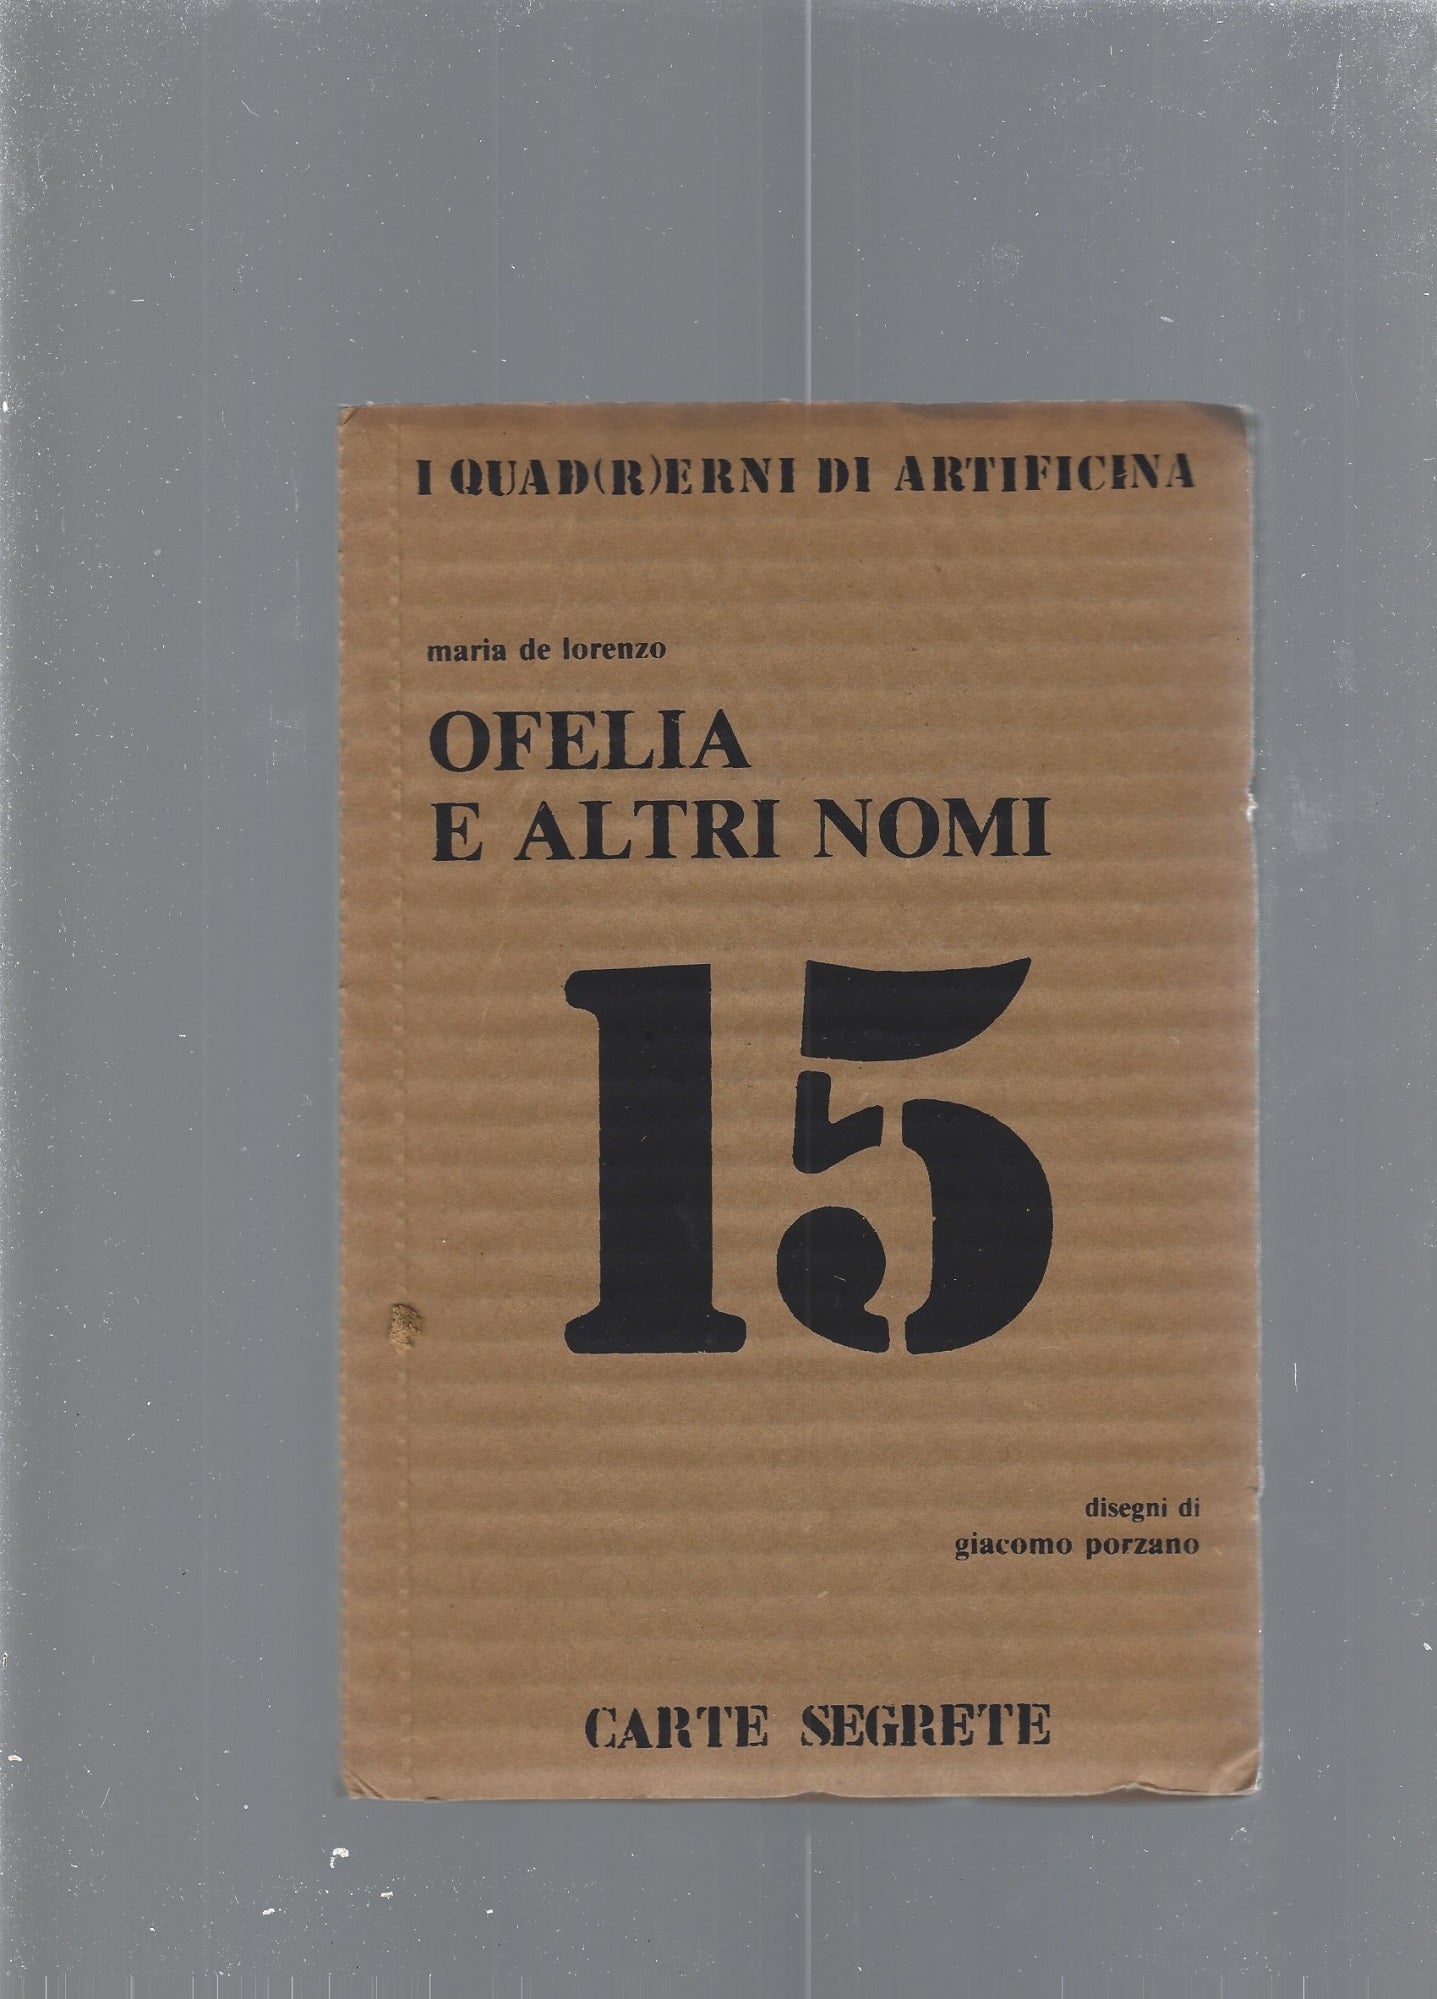 I QUAD(R)ERNI DI ARTIFICINA
maria de lorenzo
OFELIA
E ALTRI NOMI
15
disegni di
giacomo porzano
CARTE SEGRETE